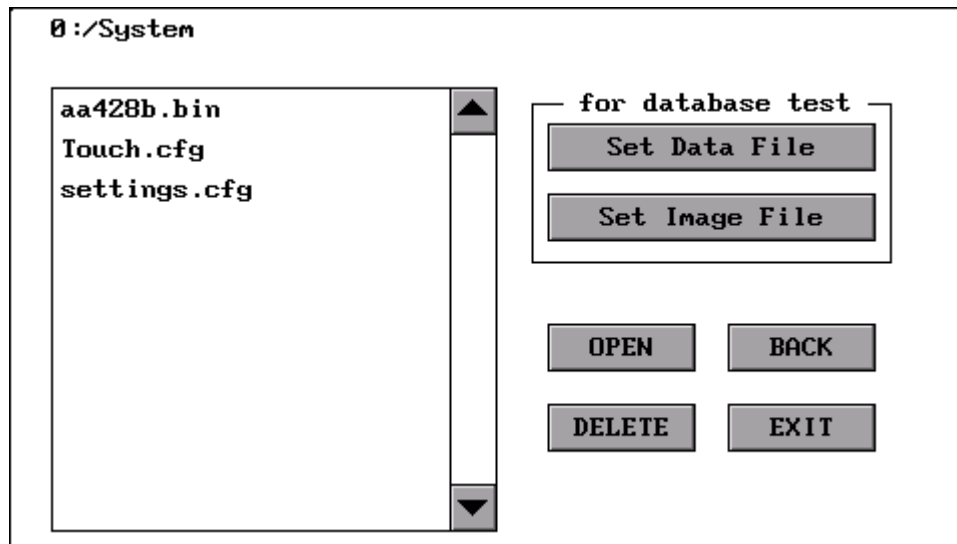 0:/System
aa428b.bin
Touch.cfg
settings.cfg
for database test
Set Data File
Set Image File
OPEN
BACK
DELETE
EXIT